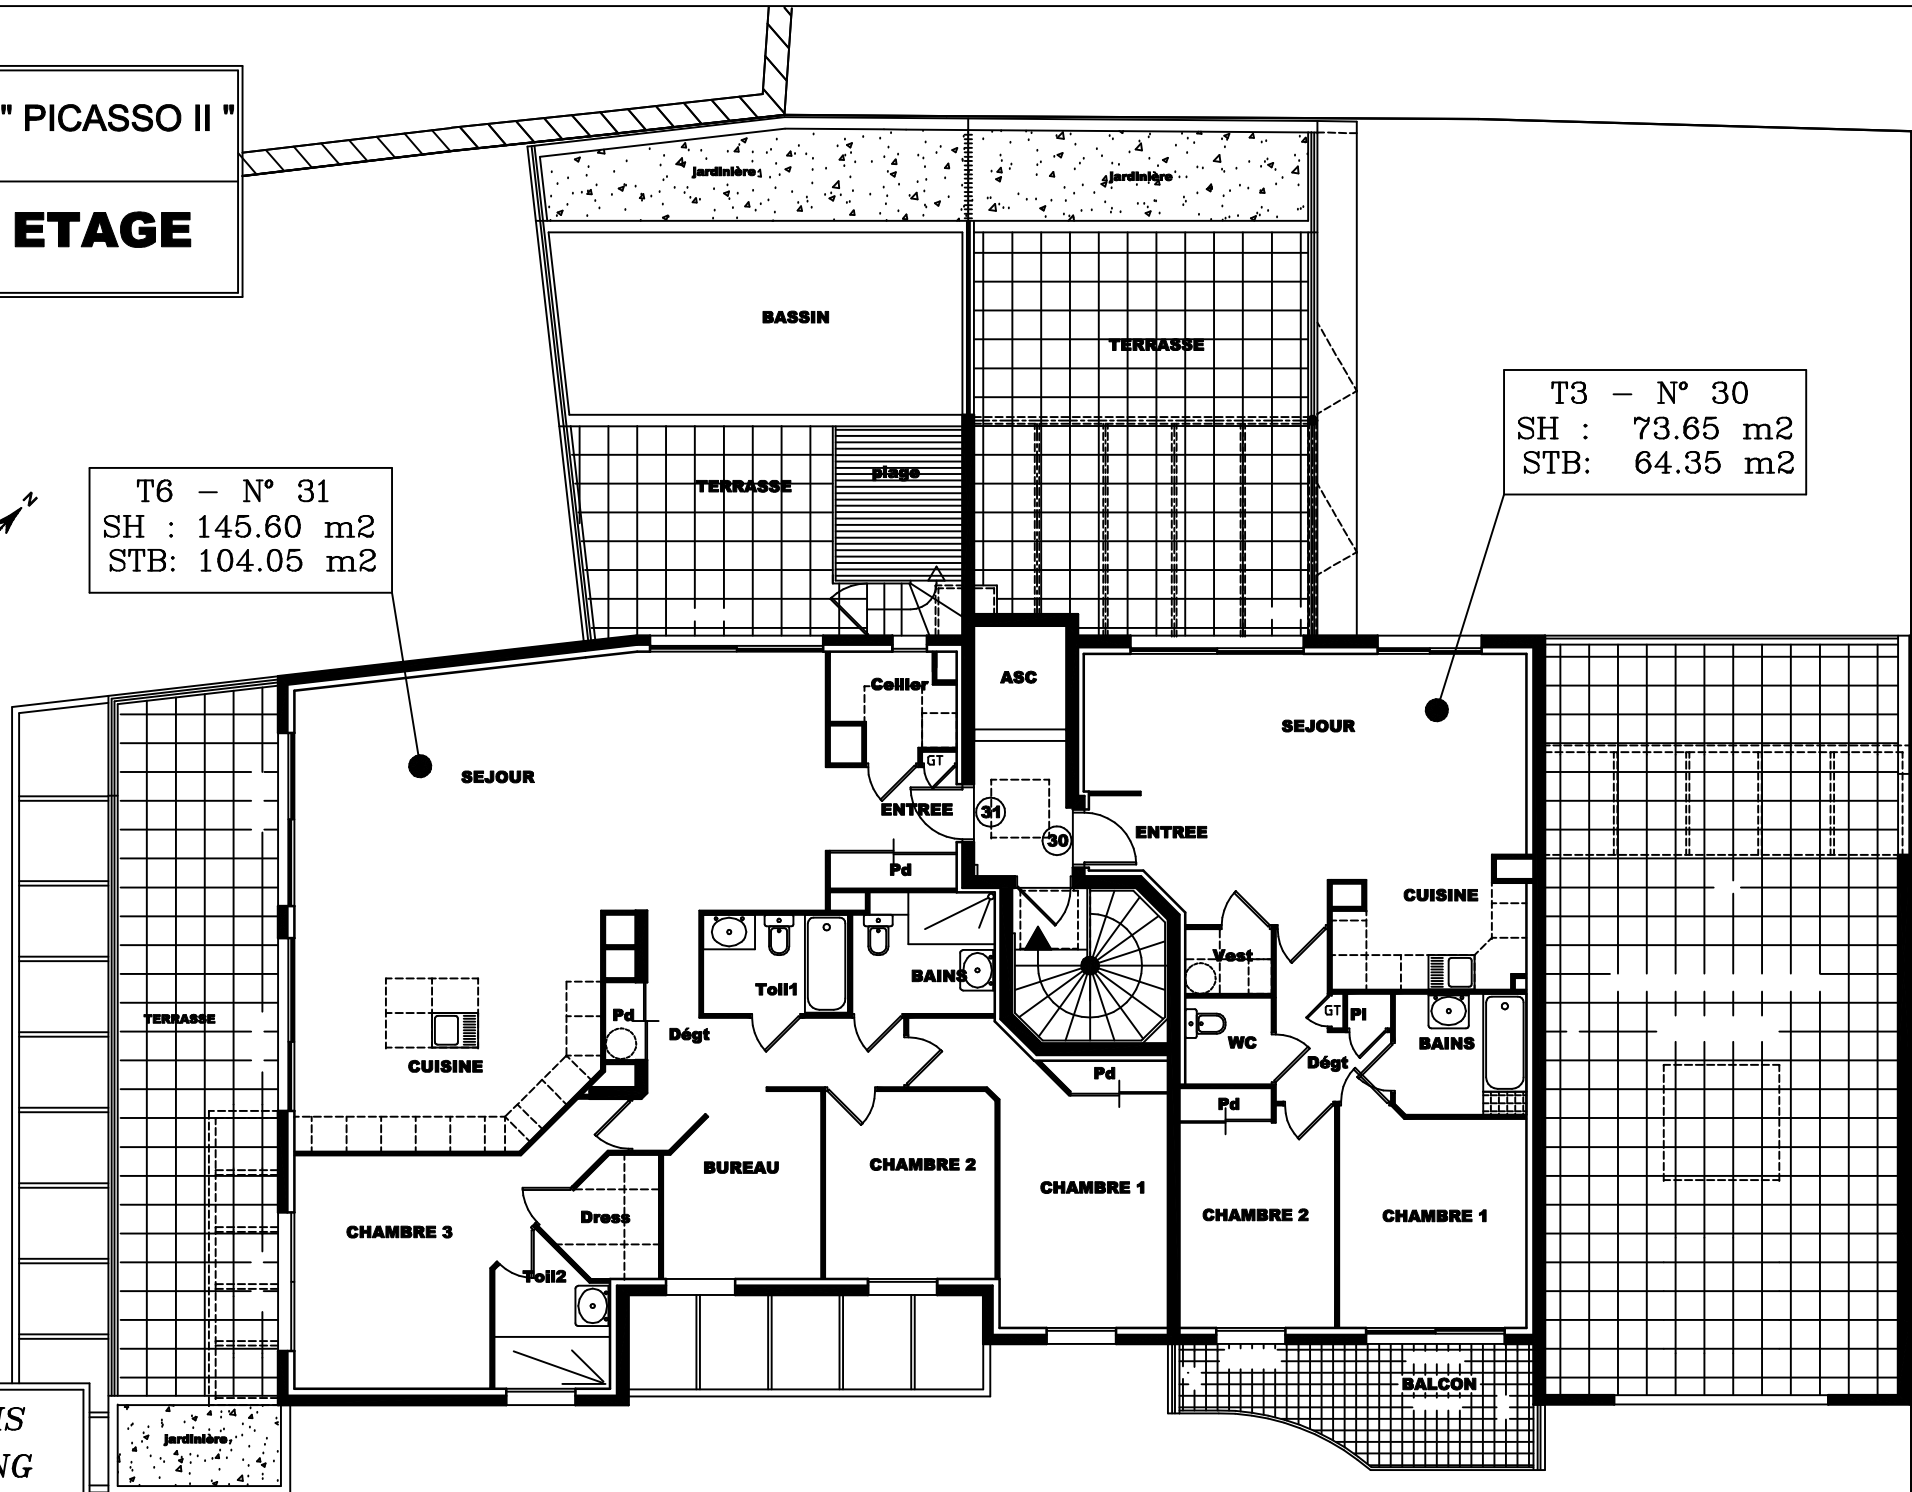 " PICASSO II "
ETAGE
jardinière
jardinière
BASSIN
TERRASSE
T3 - N° 30
SH : 73.65 m2
STB: 64.35 m2
TERRASSE
plage
T6 - N° 31
SH : 145.60 m2
STB: 104.05 m2
N
Cellier
ASC
SEJOUR
SEJOUR
GT
ENTREE
31
30
ENTREE
Pd
CUISINE
Vest
BAINS
Toil1
TERRASSE
Pd
Dégt
CUISINE
GT
Pl
WC
BAINS
Dégt
Pd
Pd
BUREAU
CHAMBRE 2
CHAMBRE 1
CHAMBRE 2
CHAMBRE 1
Dress
CHAMBRE 3
Toil2
BALCON
jardinière
IS
NG